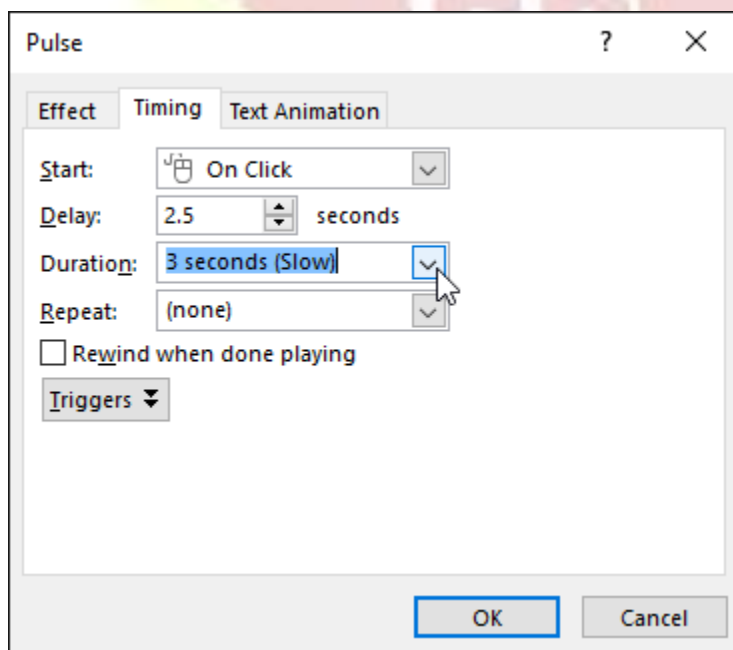 Pulse
Effect Timing Text Animation
Start: On Click
Delay: 2.5 seconds
Duration: 3 seconds (Slow)
Repeat: (none)
Rewind when done playing
Triggers
OK Cancel